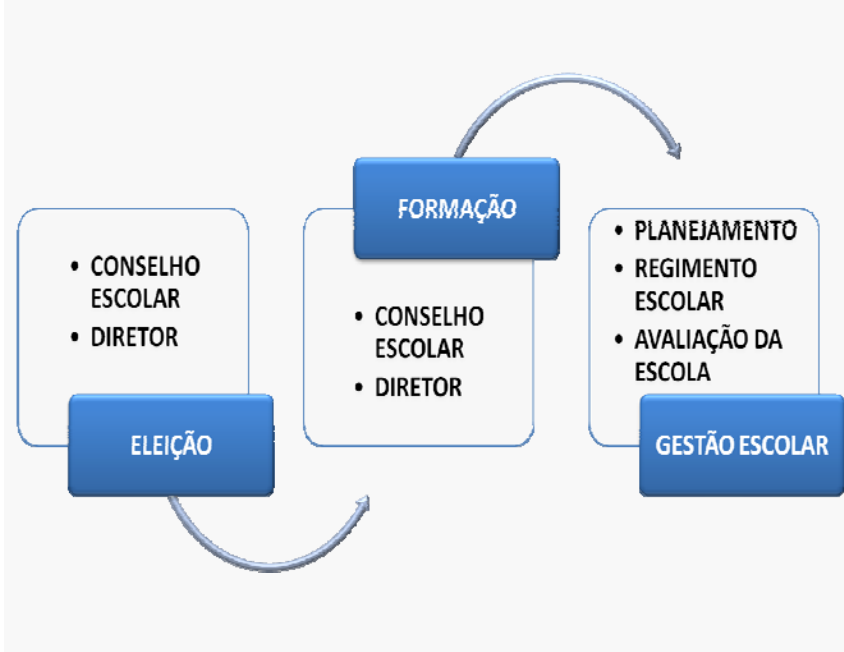 • CONSELHO
ESCOLAR
• DIRETOR
ELEIÇÃO
FORMAÇÃO
• CONSELHO
ESCOLAR
• DIRETOR
• PLANEJAMENTO
• REGIMENTO
ESCOLAR
• AVALIAÇÃO DA
ESCOLA
GESTÃO ESCOLAR